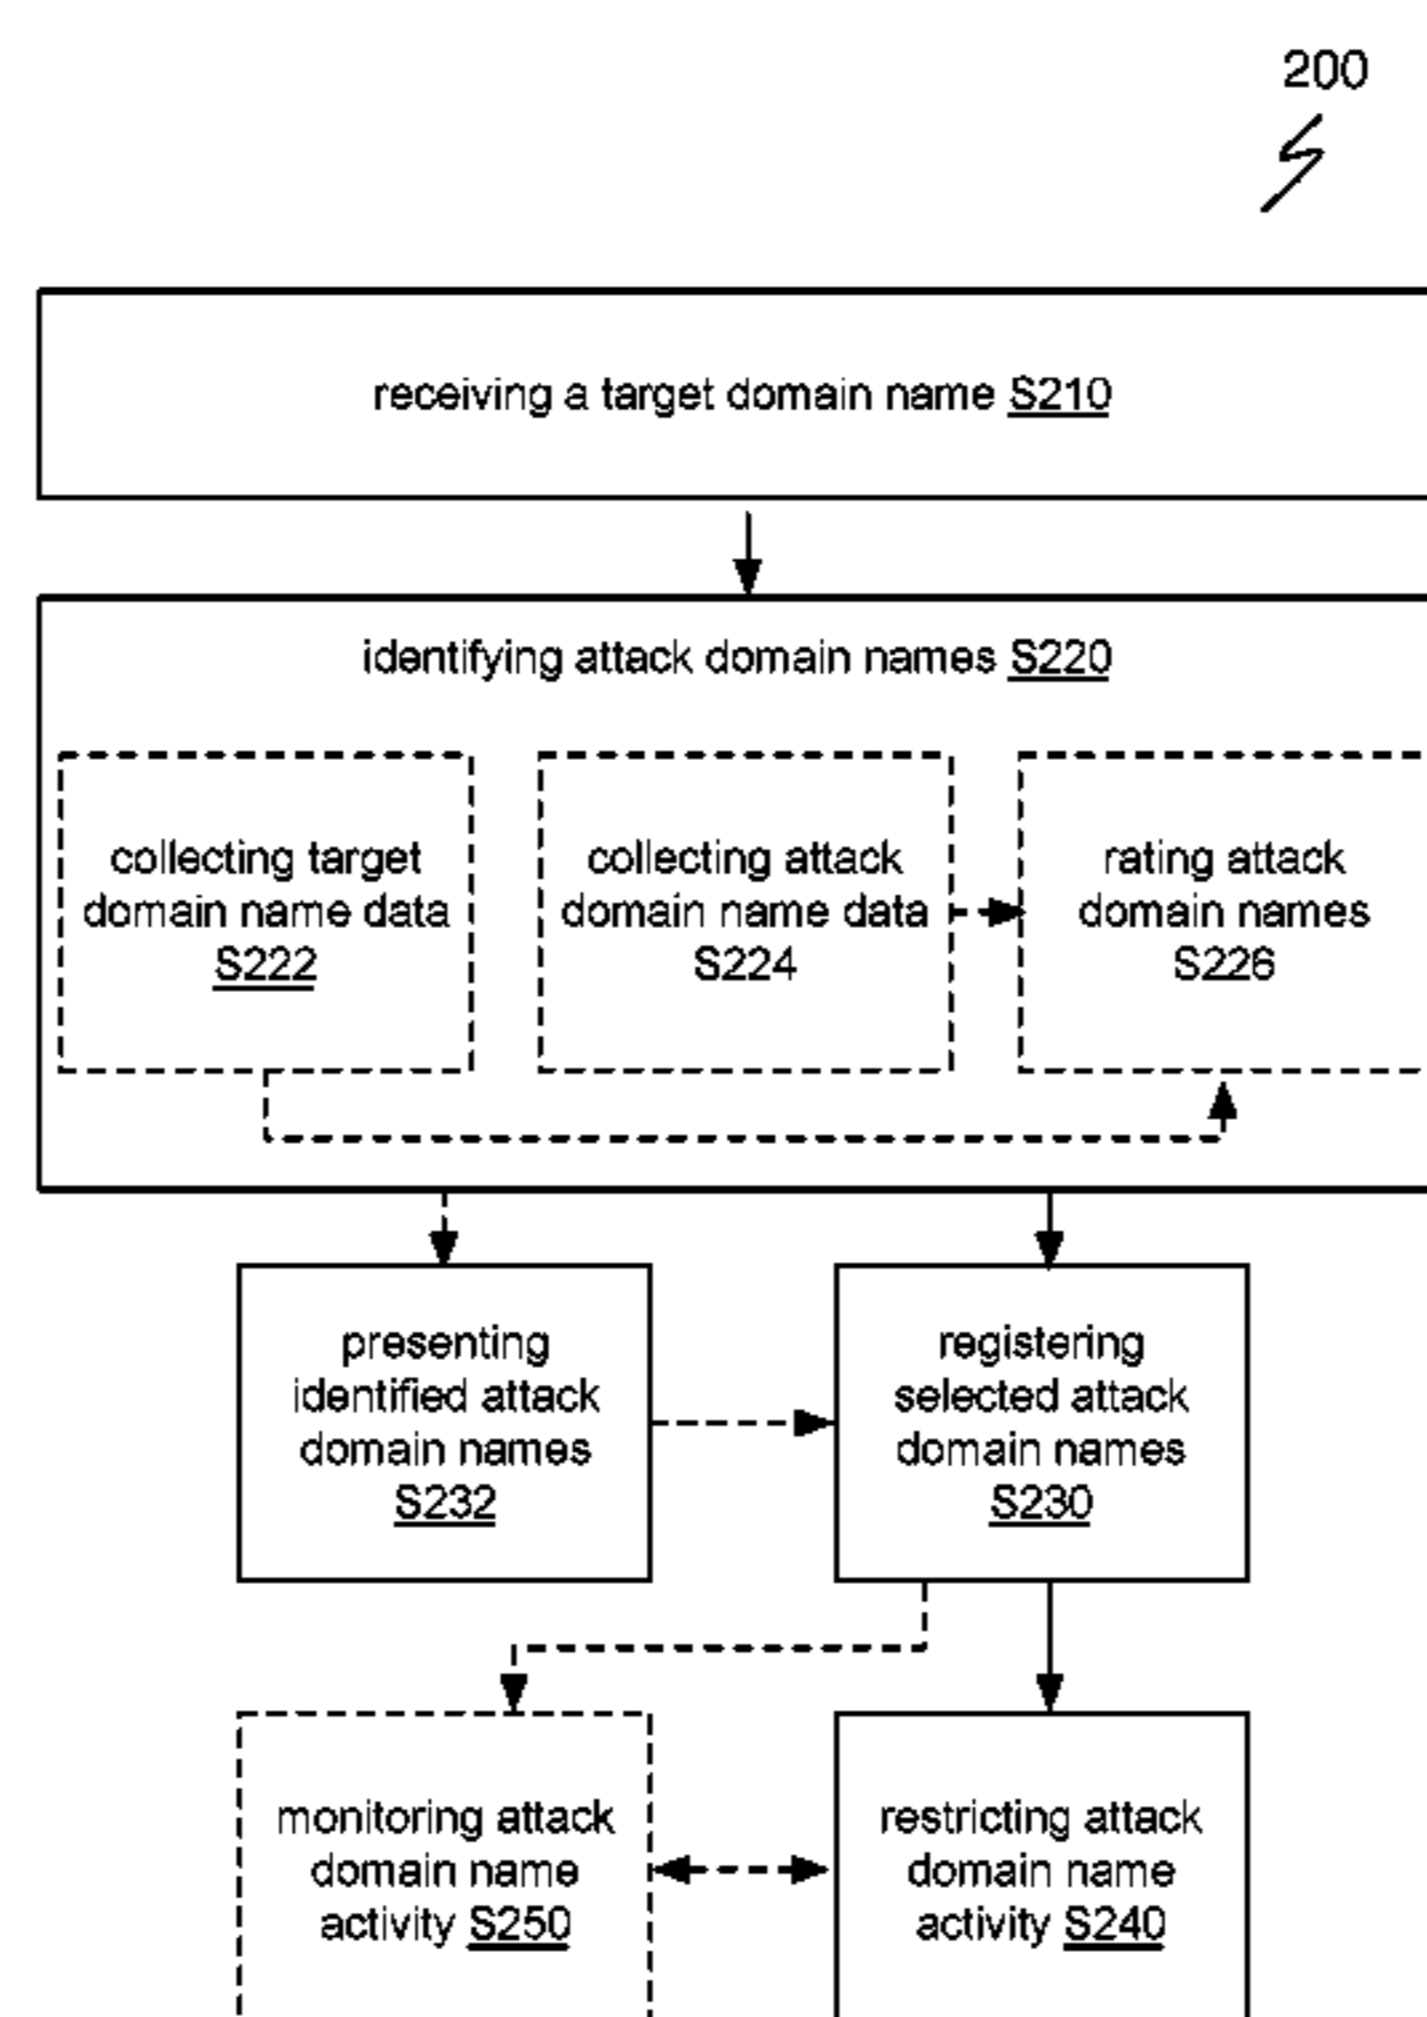 200
receiving a target domain name S210
identifying attack domain names S220
collecting target
domain name data
S222
collecting attack
domain name data
S224
rating attack
domain names
S226
presenting
identified attack
domain names
S232
registering
selected attack
domain names
S230
monitoring attack
domain name
activity S250
restricting attack
domain name
activity S240